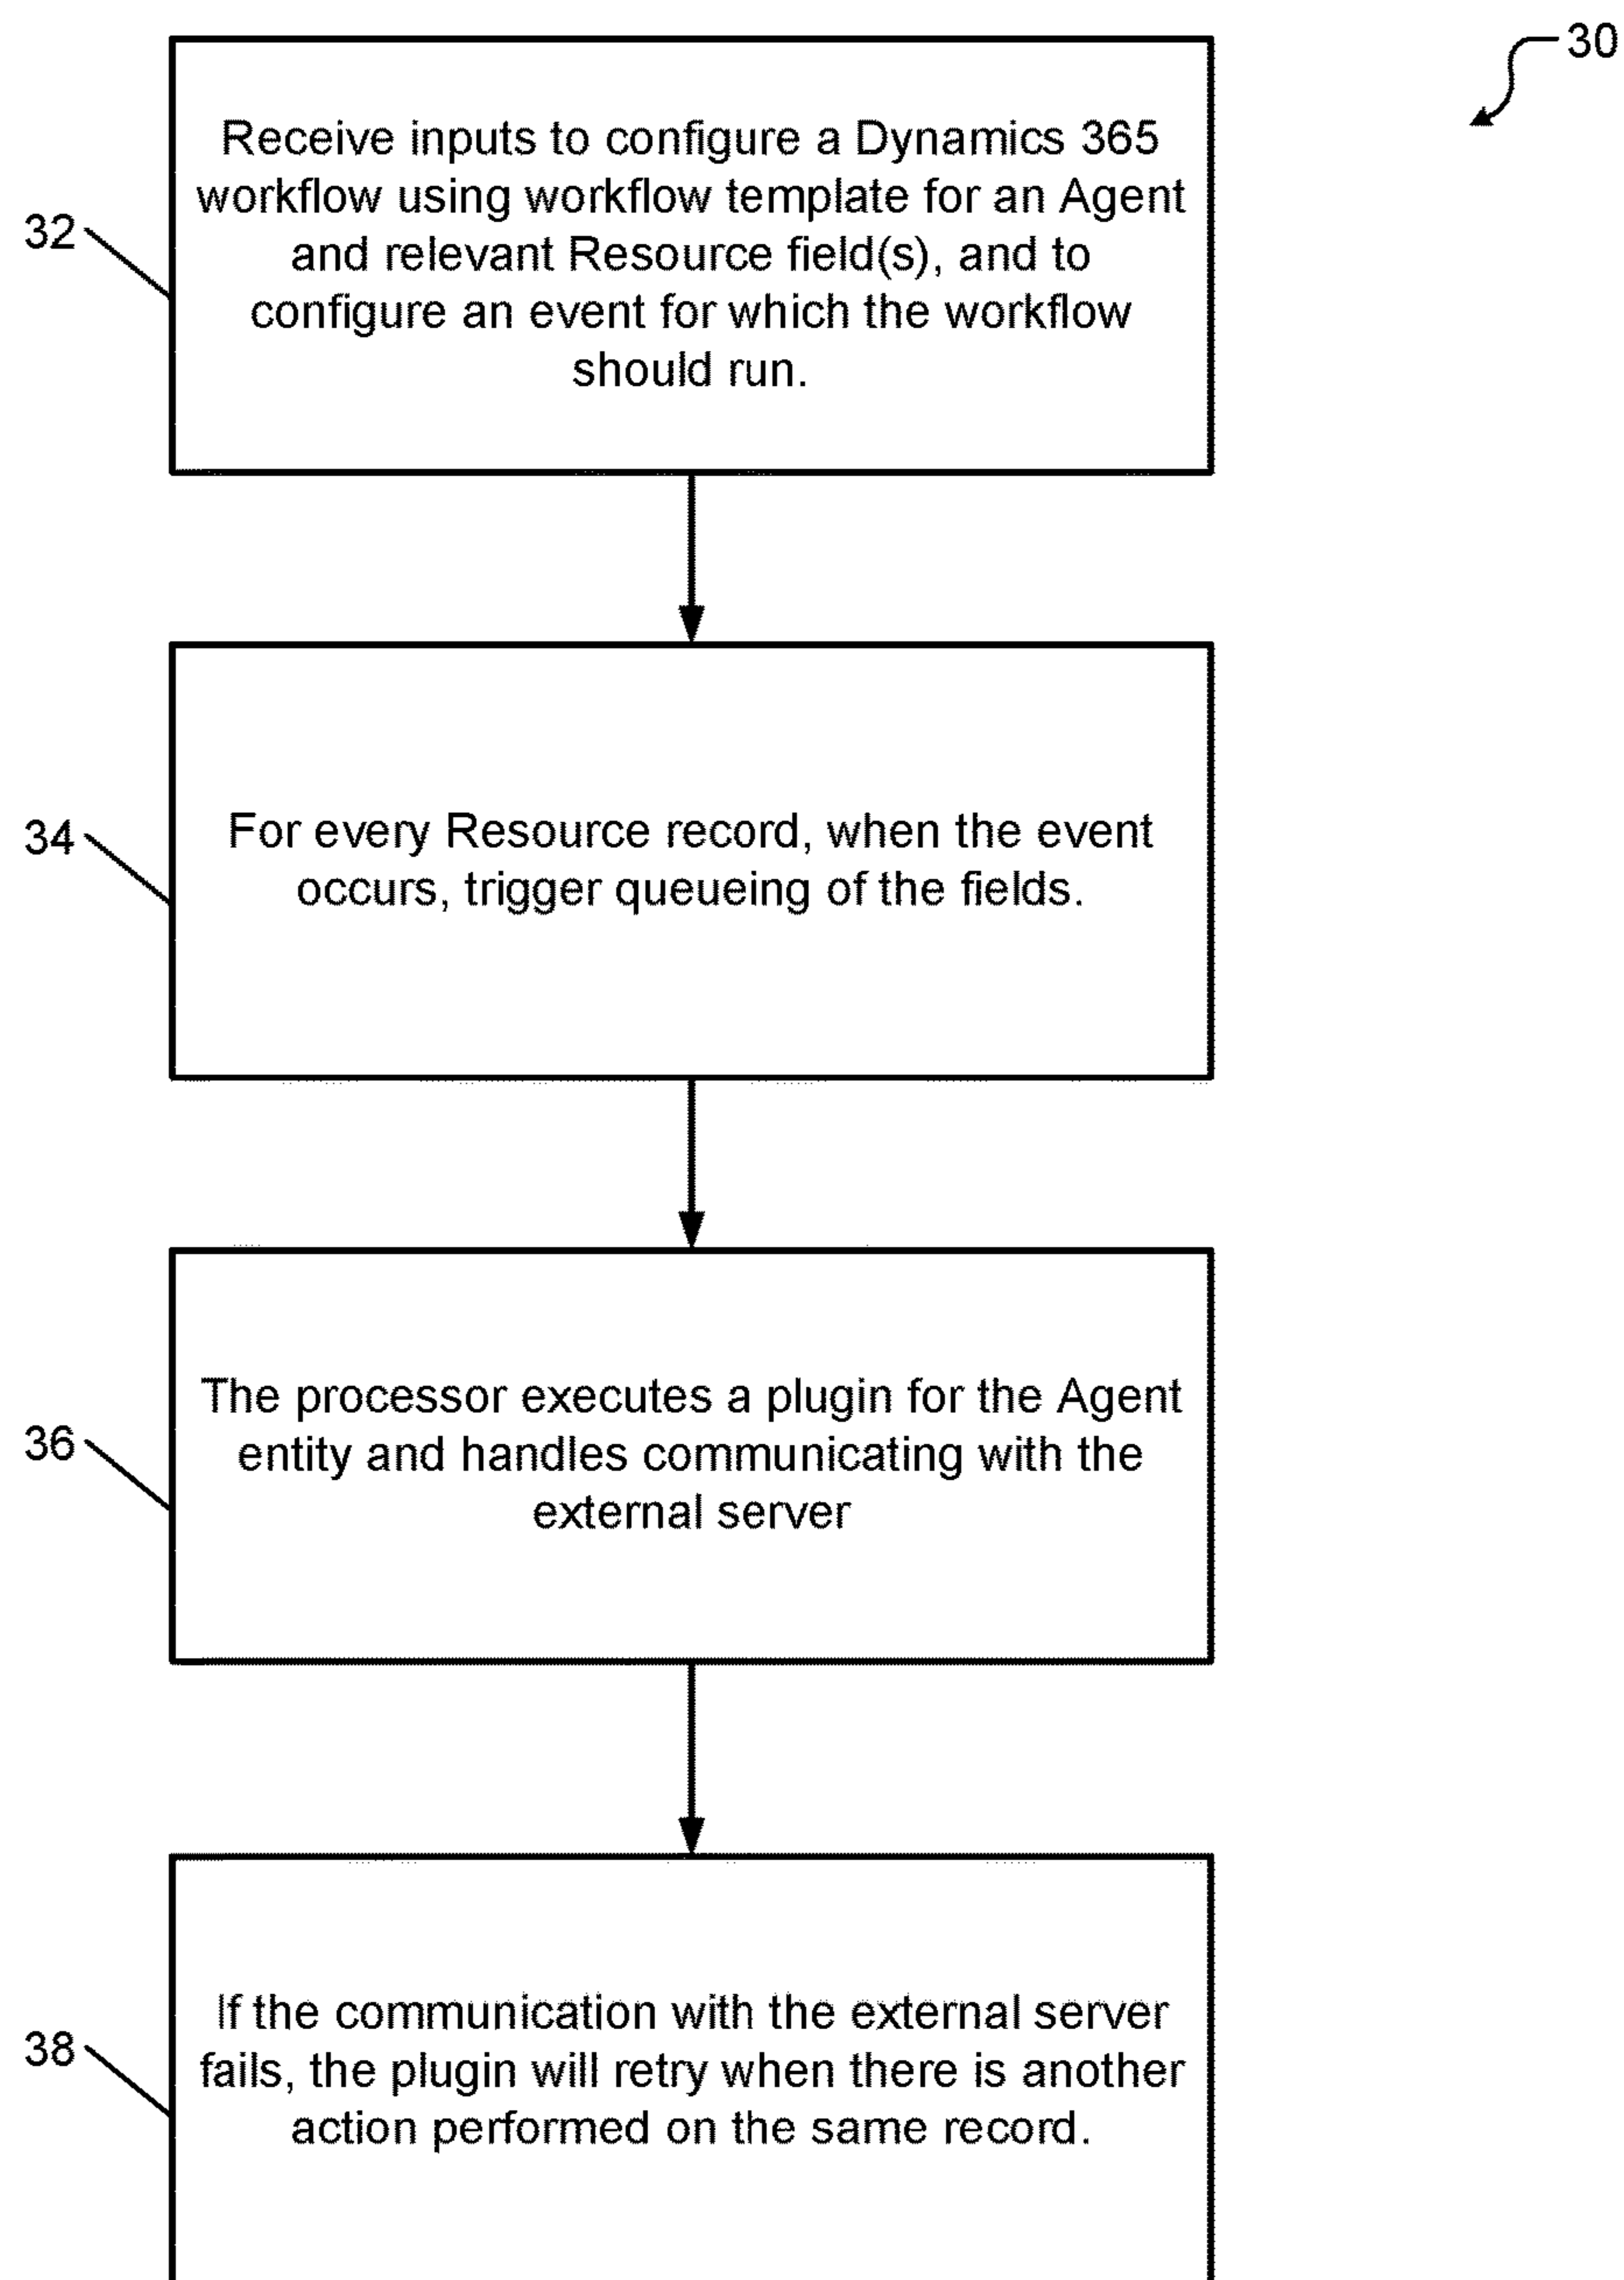 30
Receive inputs to configure a Dynamics 365
workflow using workflow template for an Agent
and relevant Resource field(s), and to
configure an event for which the workflow
should run.
32
For every Resource record, when the event
occurs, trigger queueing of the fields.
34
The processor executes a plugin for the Agent
entity and handles communicating with the
external server
36
If the communication with the external server
fails, the plugin will retry when there is another
action performed on the same record.
38